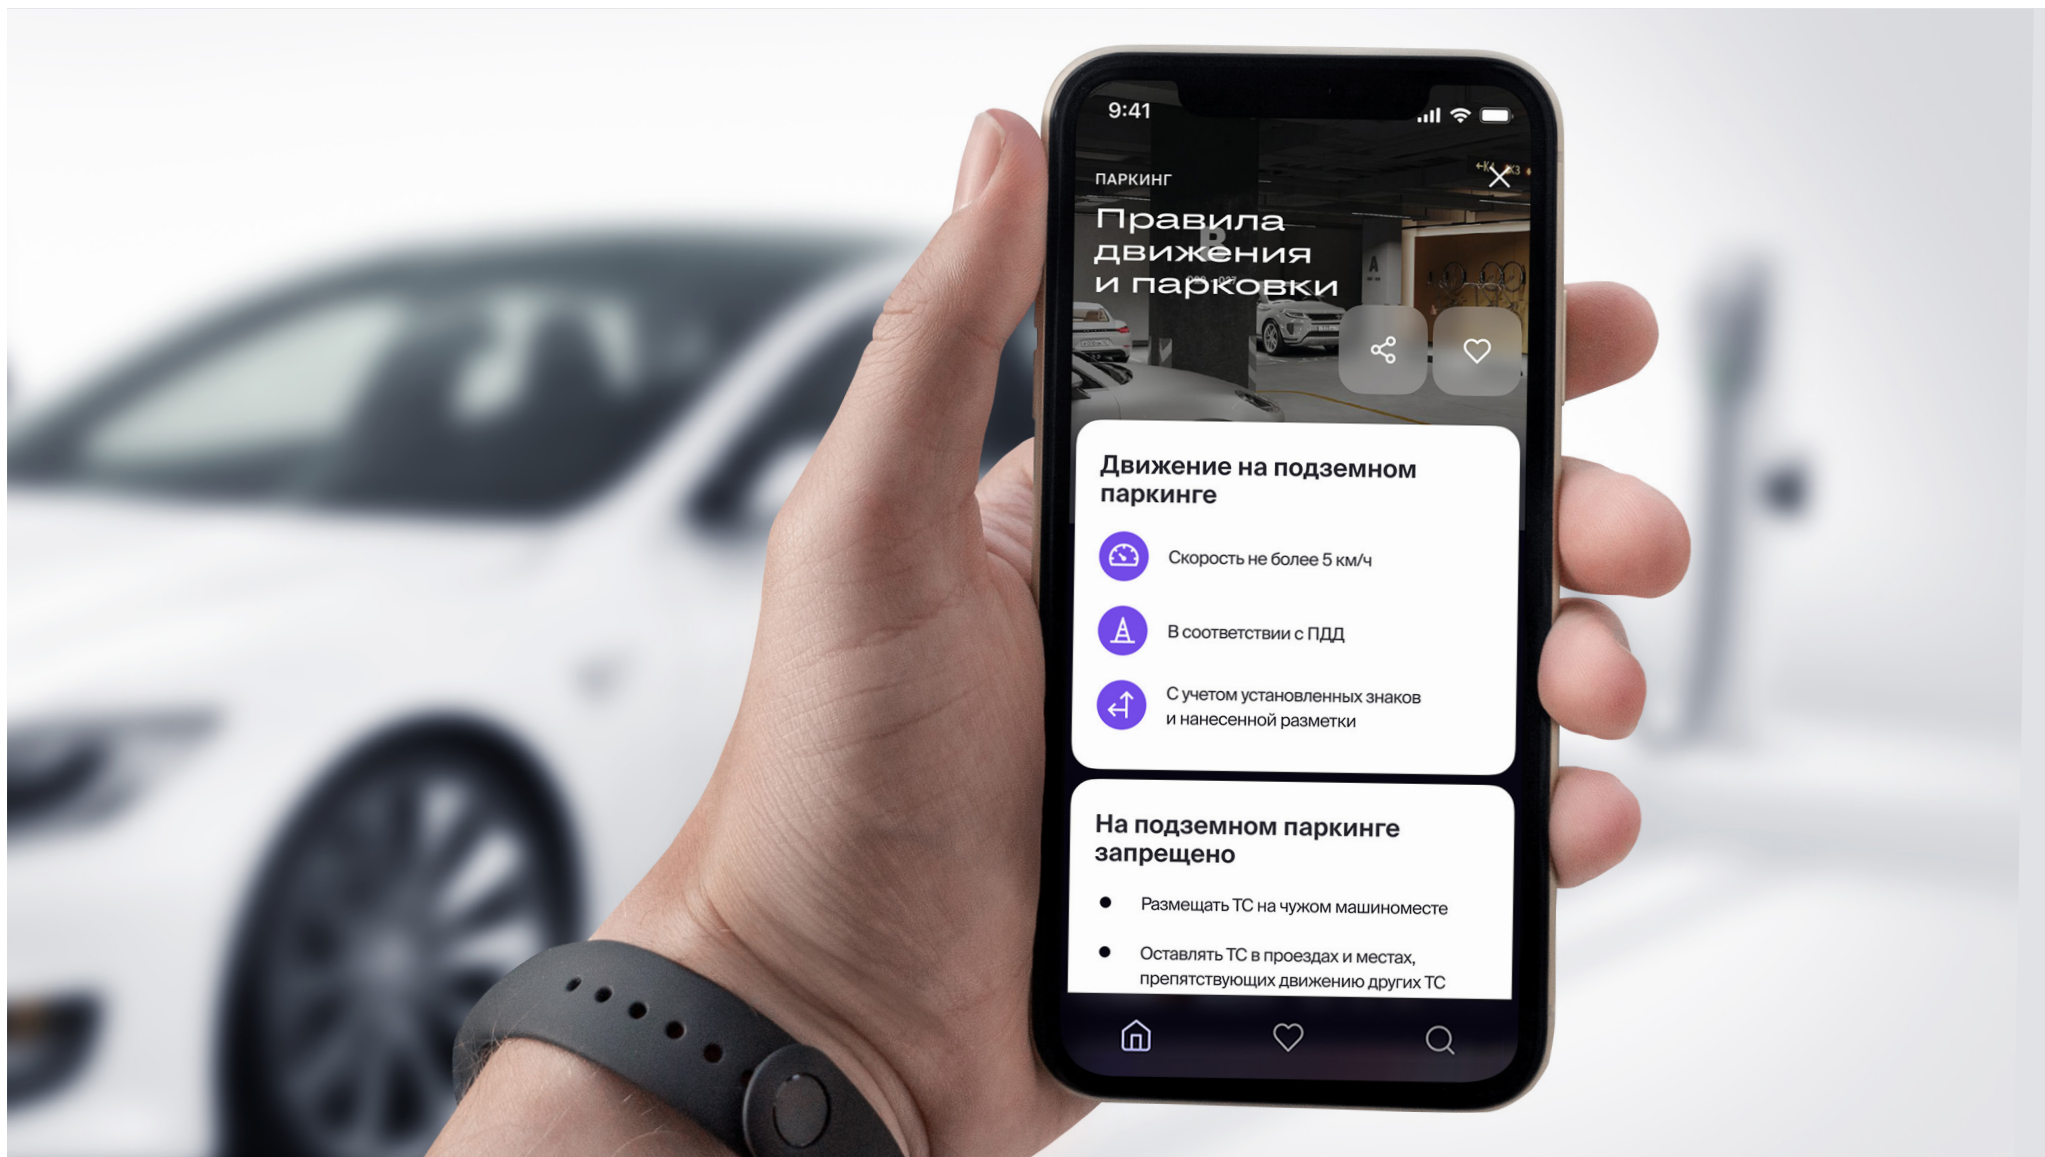 9:41
ПАРКИНГ
Правила
движения
и парковки
B
A
Движение на подземном
паркинге
Скорость не более 5 км/ч
В соответствии с ПДД
С учетом установленных знаков
и нанесенной разметки
На подземном паркинге
запрещено
Размещать ТС на чужом машиноместе
Оставлять ТС в проездах и местах,
препятствующих движению других ТС